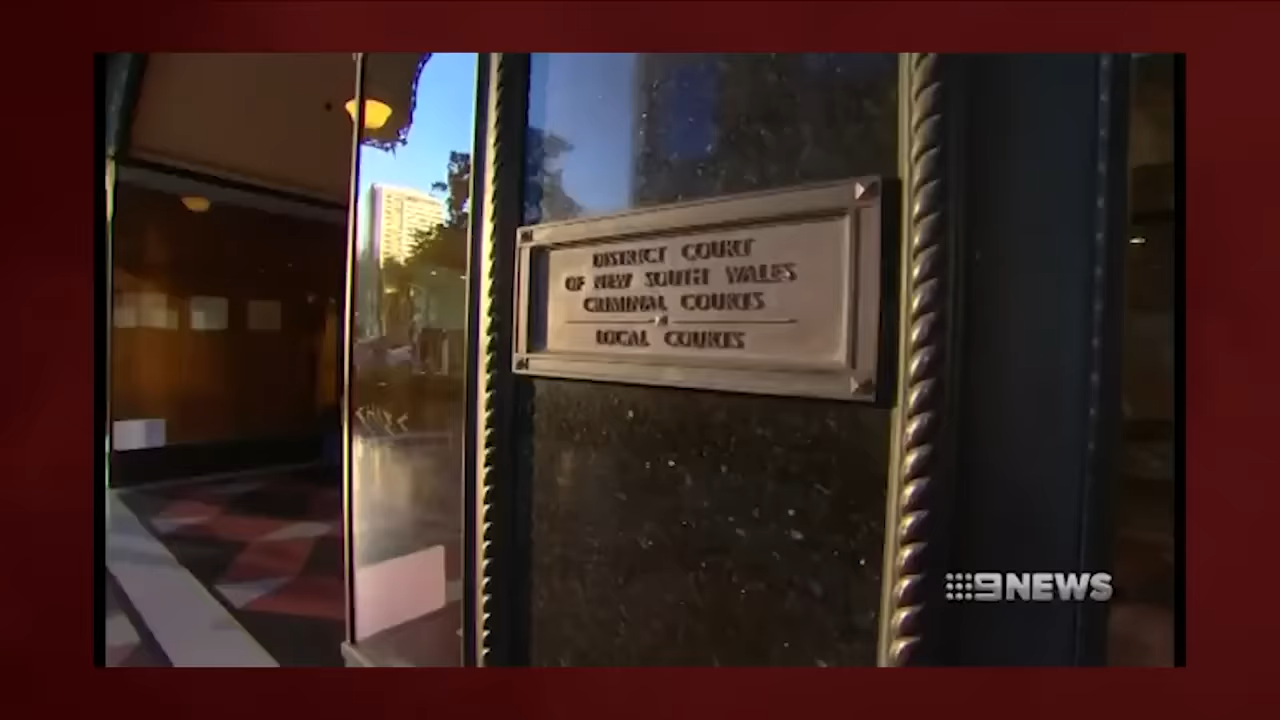 DISTRICT COURT
OF NEW SOUTH WALES
CRIMINAL COURTS
LOCAL COURTS
9NEWS